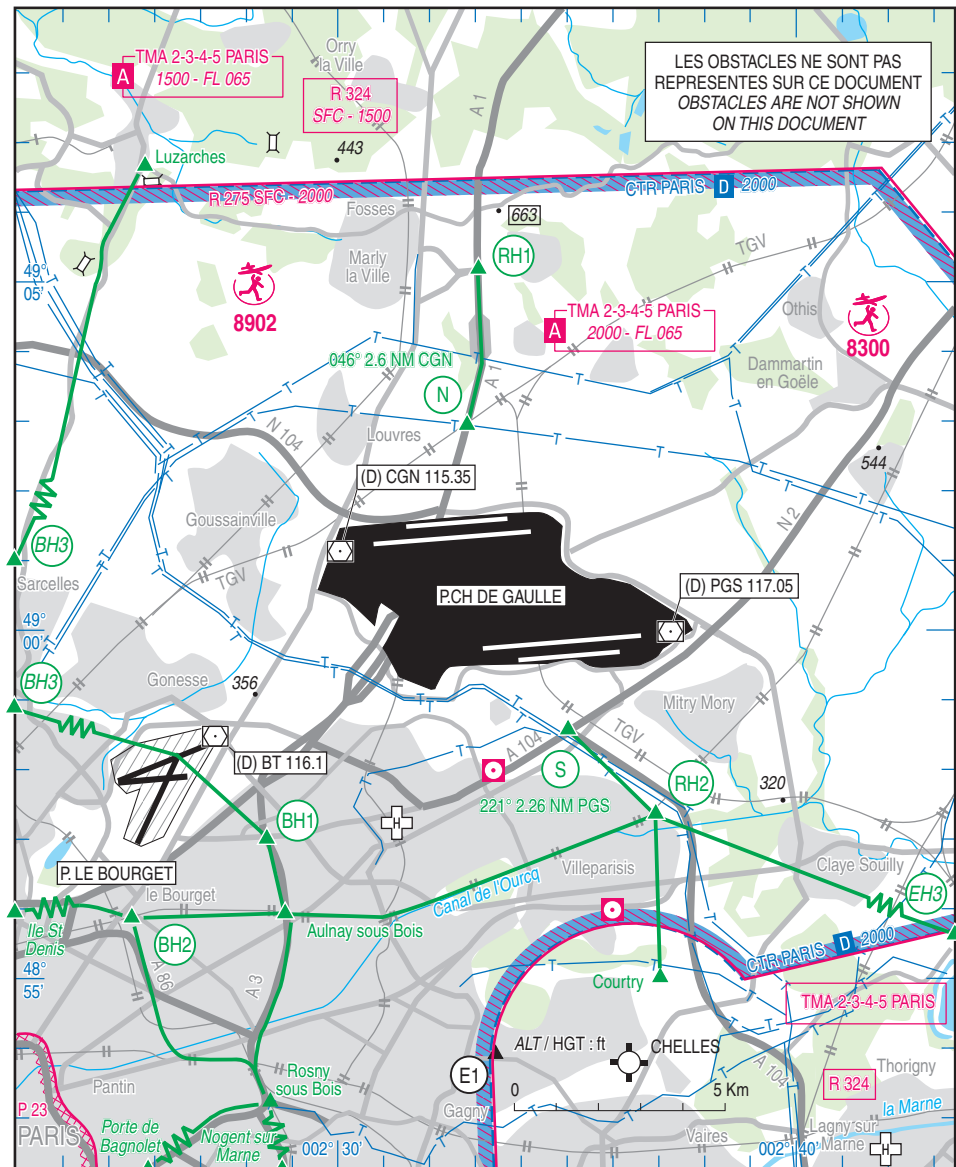 TMA 2-3-4-5 PARIS
A
1500 - FL 065
Orry
la Ville
R 324
SFC - 1500
A 1
LES OBSTACLES NE SONT PAS
REPRESENTES SUR CE DOCUMENT
OBSTACLES ARE NOT SHOWN
ON THIS DOCUMENT
443
Luzarches
R 275 SFC - 2000
CTR PARIS D 2000
Fosses
663
Marly
la Ville
RH1
TGV
49°
05'
8902
TMA 2-3-4-5 PARIS
A
2000 - FL 065
Othis
8300
046° 2.6 NM CGN
A 1
Dammartin
en Goële
N
N 104
Louvres
544
(D) CGN 115.35
N 2
Goussainville
BH3
Sarcelles
TGV
P.CH DE GAULLE
(D) PGS 117.05
49°
00'
BH3
Gonesse
356
Mitry Mory
TGV
A 104
(D) BT 116.1
S
RH2
221° 2.26 NM PGS
320
BH1
H
P. LE BOURGET
Villeparisis
Claye Souilly
le Bourget
Canal de l'Ourcq
EH3
Ile St
Denis
Aulnay sous Bois
BH2
CTR PARIS D 2000
48°
55'
A 86
A 3
Courtry
TMA 2-3-4-5 PARIS
ALT / HGT : ft
CHELLES
A 104
E1
0
5 Km
Thorigny
R 324
Pantin
Rosny
sous Bois
Gagny
la Marne
P 23
PARIS
Porte de
Bagnolet
Nogent sur
Marne
002° 30'
Vaires
002° 40'
Lagny sur
Marne
H